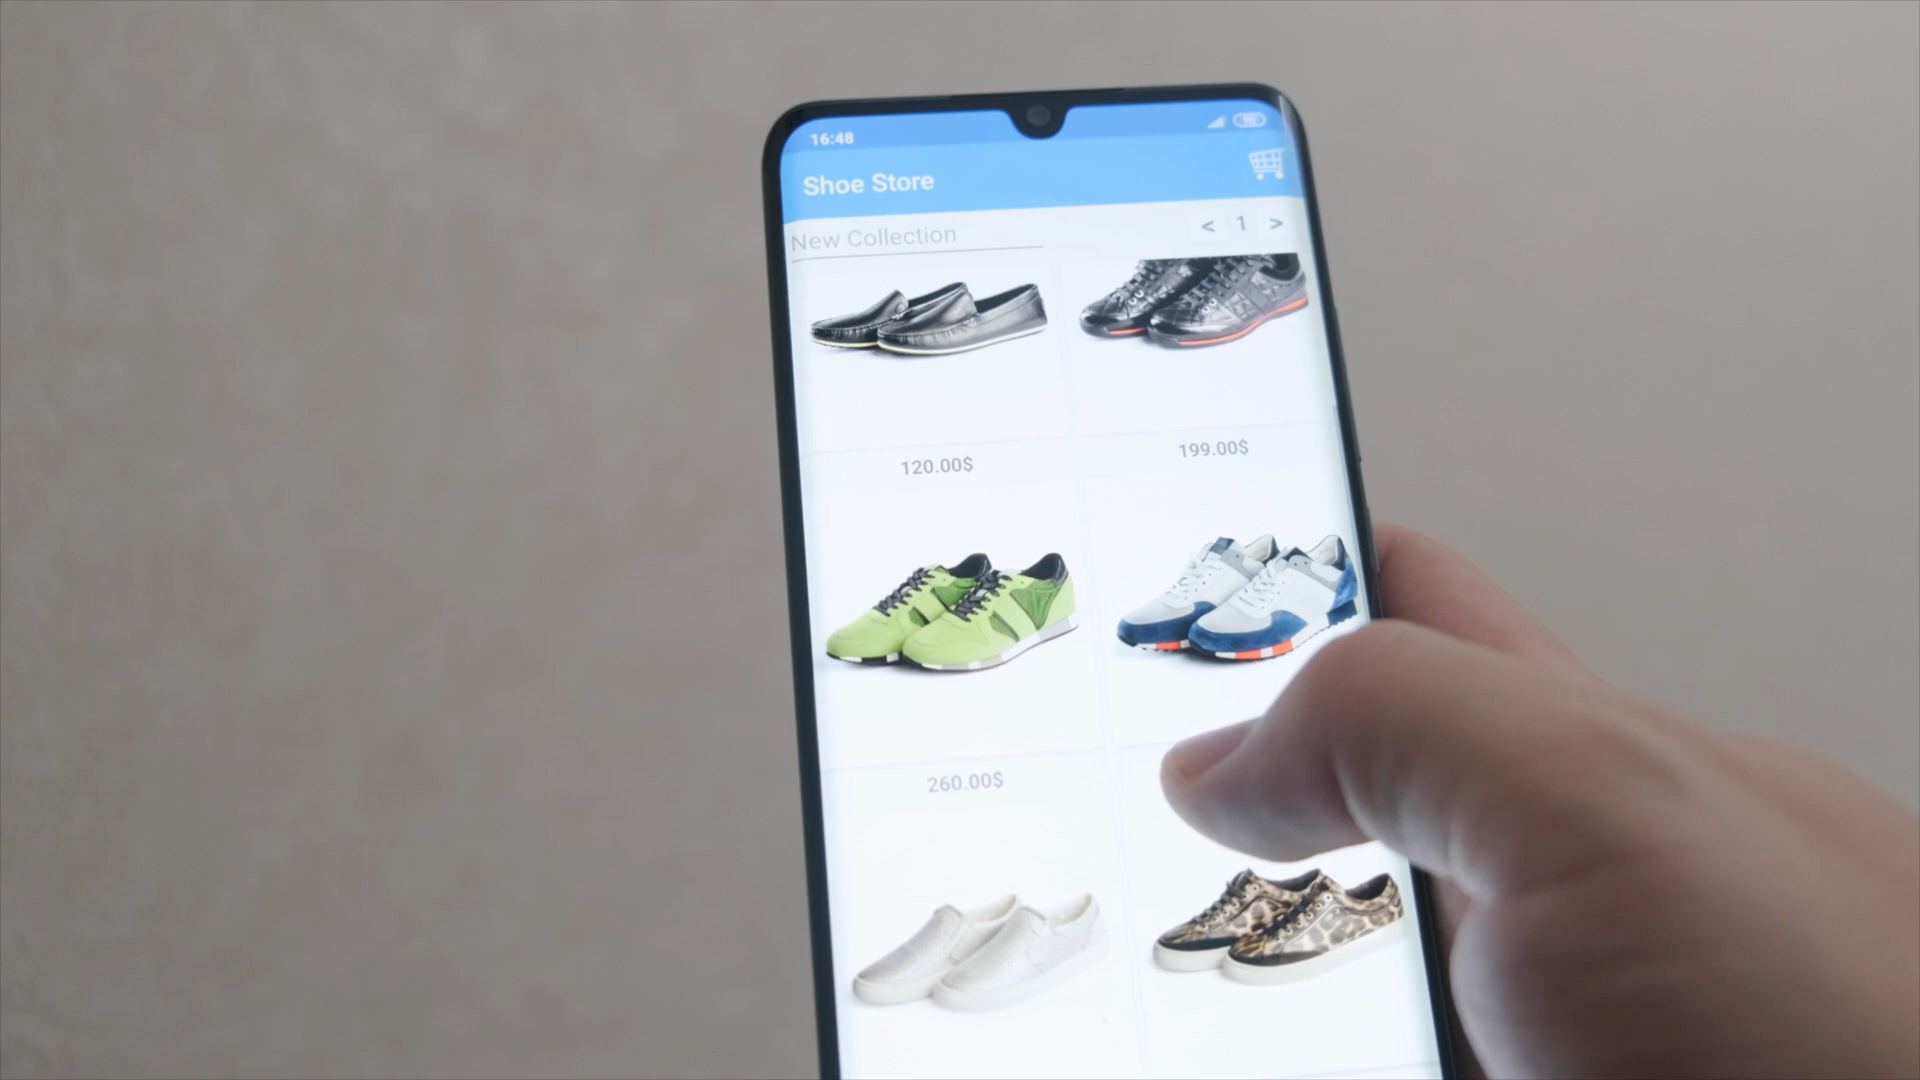 16:48
Shoe Store
New Collection
< 1 >
120.00$
199.00$
260.00$